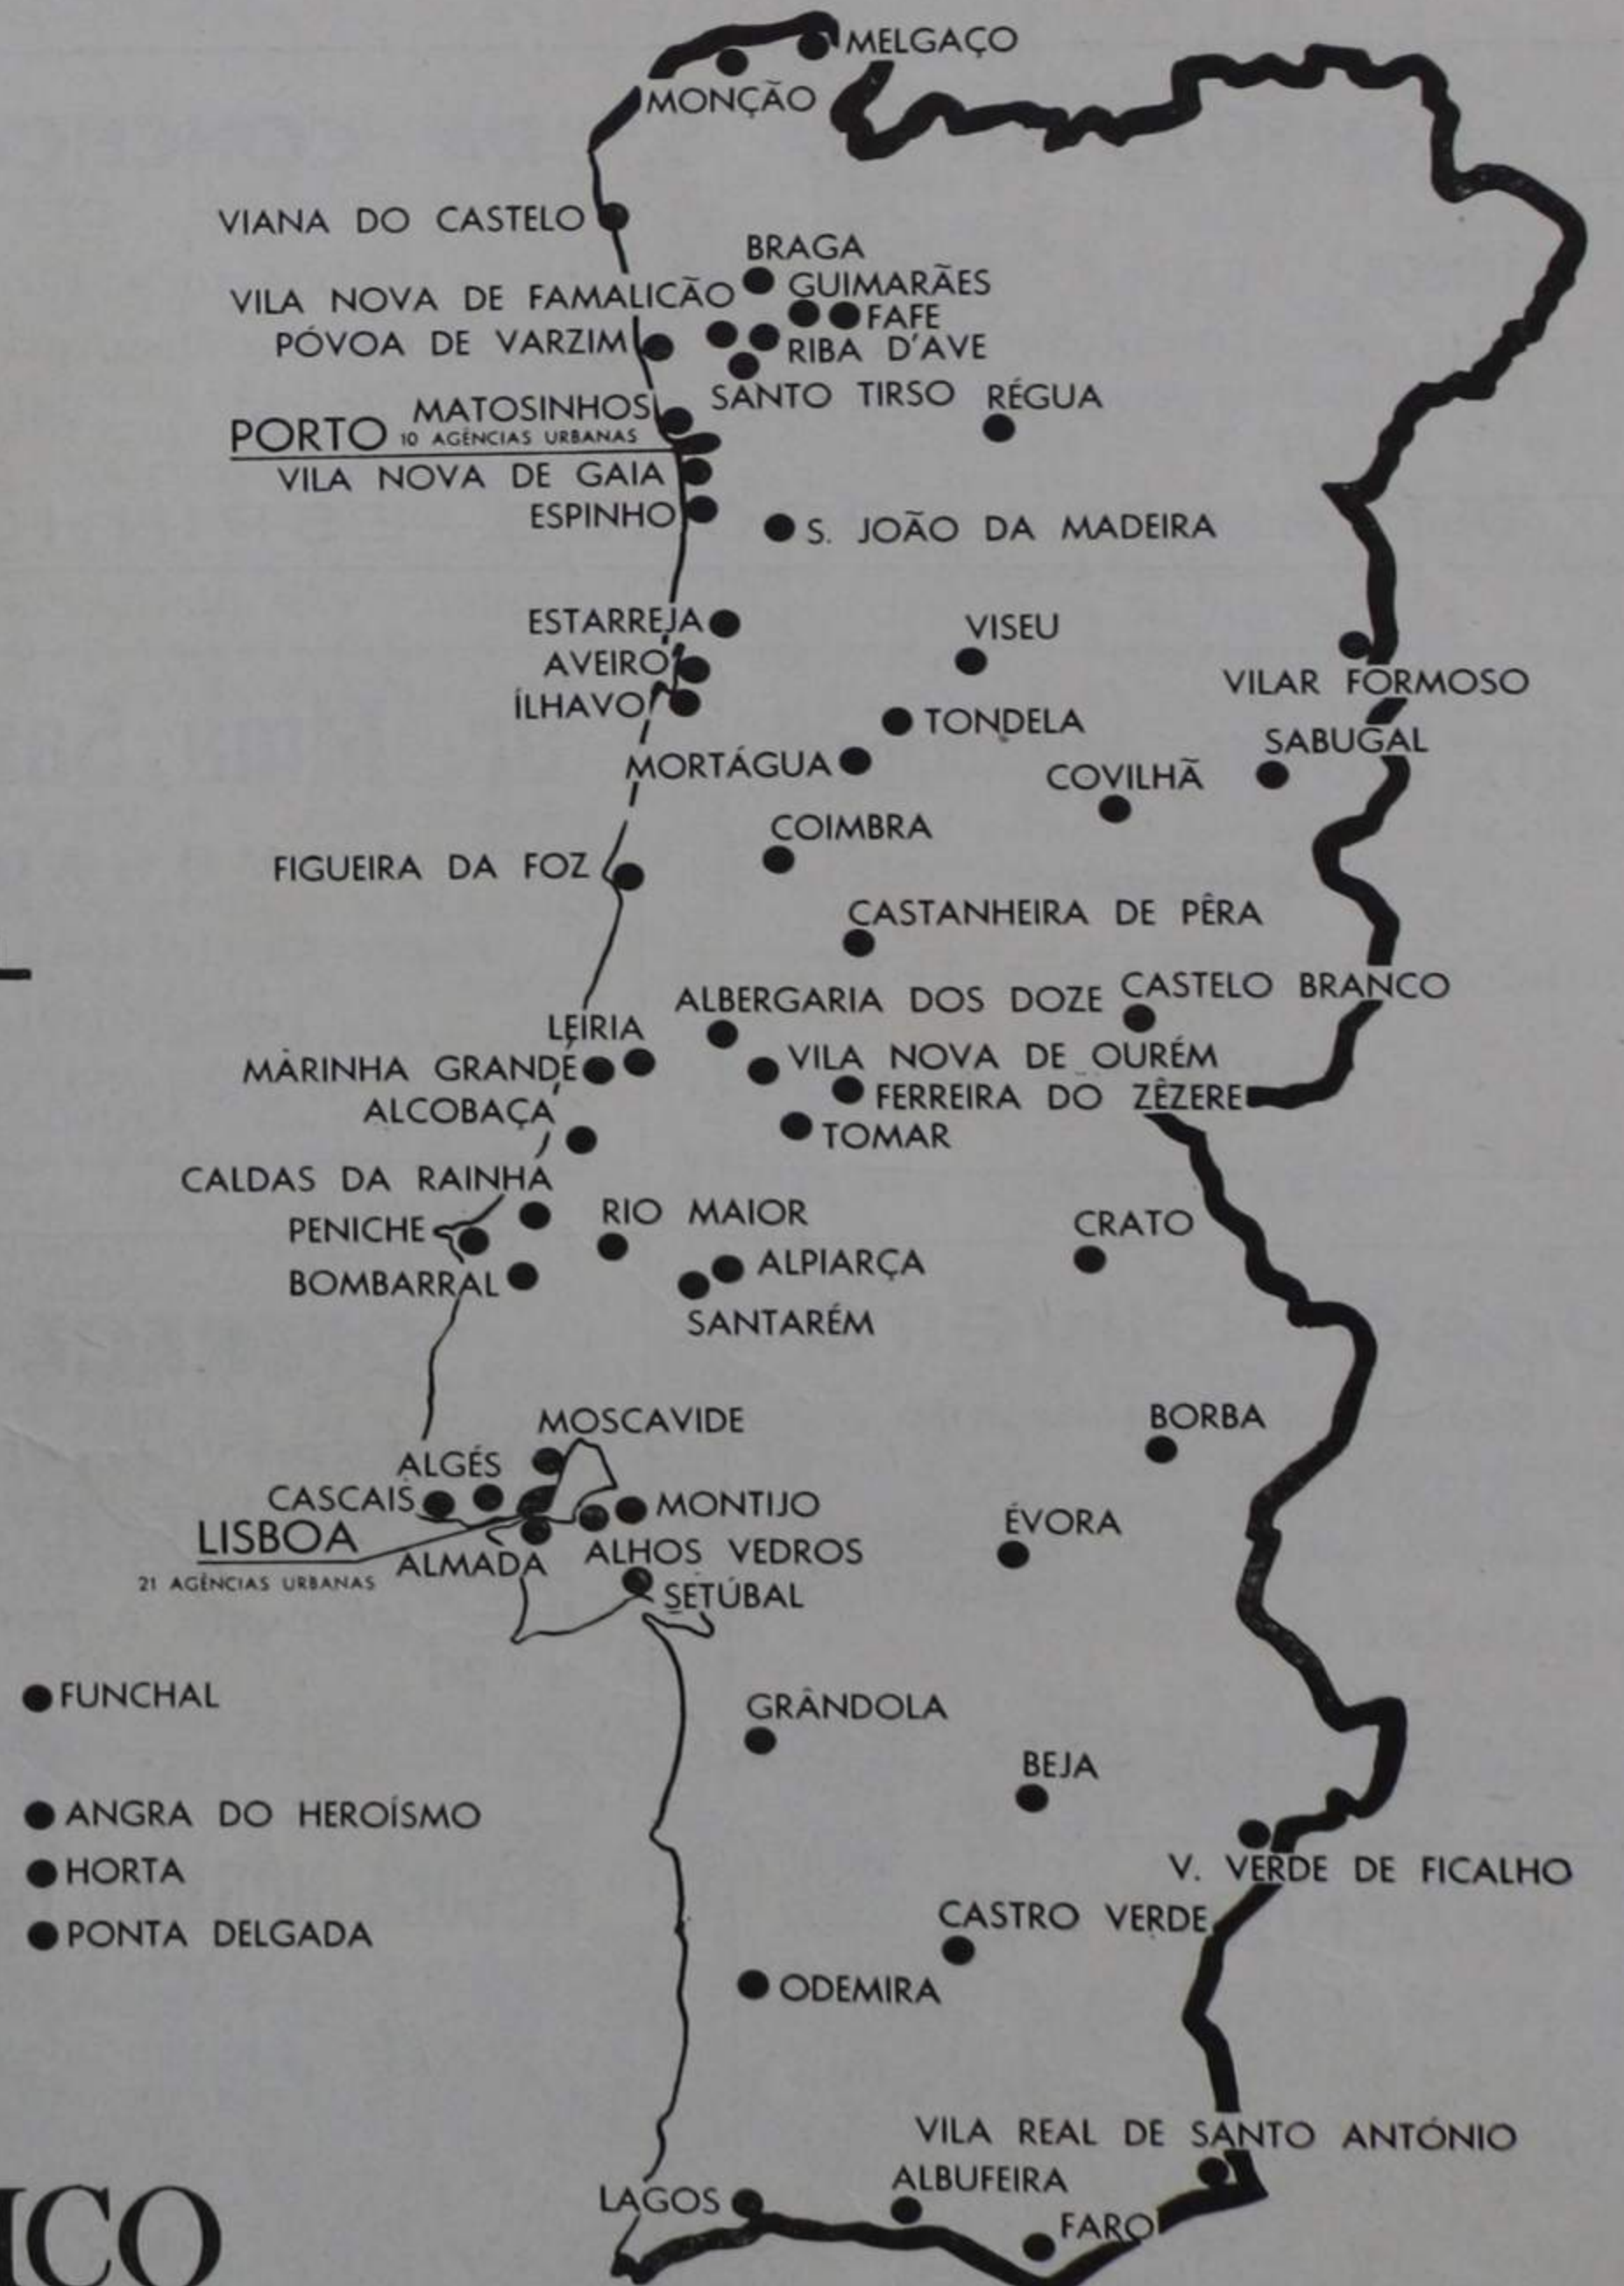 MELGAÇO
MONÇÃO
VIANA DO CASTELO
BRAGA
GUIMARÃES
VILA NOVA DE FAMALICÃO
FAFE
PÓVOA DE VARZIM
RIBA D'AVE
SANTO TIRSO
RÉGUA
MATOSINHOS
PORTO 10 AGÊNCIAS URBANAS
VILA NOVA DE GAIA
ESPINHO
S. JOÃO DA MADEIRA
ESTARREJA
VISEU
AVEIRO
VILAR FORMOSO
ÍLHAVO
TONDELA
SABUGAL
MORTÁGUA
COVILHÃ
COIMBRA
FIGUEIRA DA FOZ
CASTANHEIRA DE PÊRA
CASTELO BRANCO
ALBERGARIA DOS DOZE
LEIRIA
VILA NOVA DE OURÉM
MARINHA GRANDE
FERREIRA DO ZÊZERE
ALCOBAÇA
TOMAR
CALDAS DA RAINHA
RIO MAIOR
CRATO
PENICHE
ALPIARÇA
BOMBARRAL
SANTARÉM
MOSCAVIDE
BORBA
ALGÉS
CASCAIS
MONTIJO
ÉVORA
LISBOA
21 AGÊNCIAS URBANAS
ALMADA
ALHOS VEDROS
SETÚBAL
FUNCHAL
GRÂNDOLA
BEJA
ANGRA DO HEROÍSMO
HORTA
V. VERDE DE FICALHO
CASTRO VERDE
PONTA DELGADA
ODEMIRA
VILA REAL DE SANTO ANTÓNIO
ALBUFEIRA
LAGOS
FARO
ICO